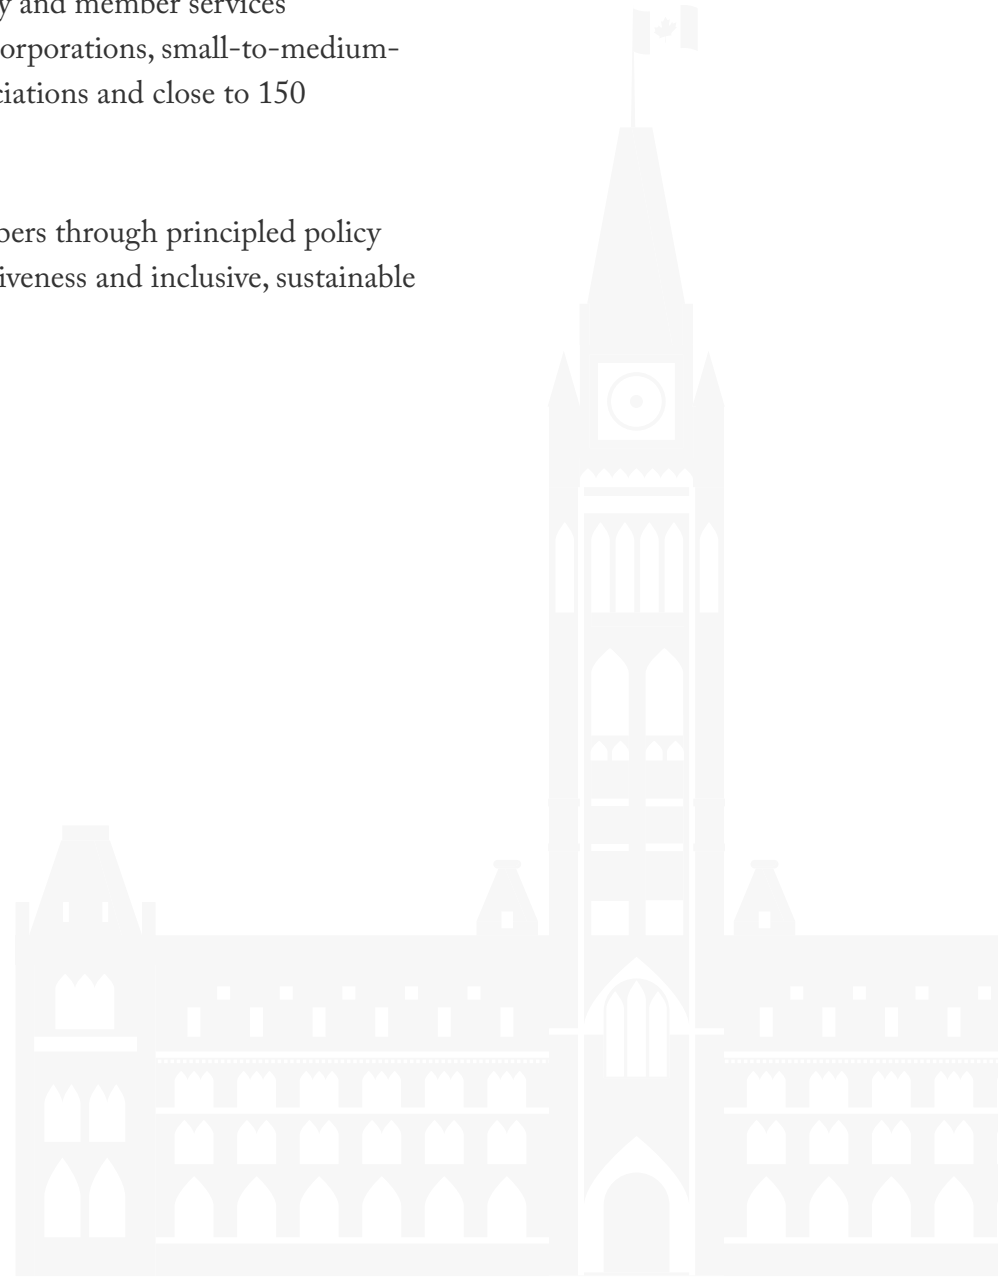 and member services
orporations, small-to-medium-
ciations and close to 150
bers through principled policy
iveness and inclusive, sustainable